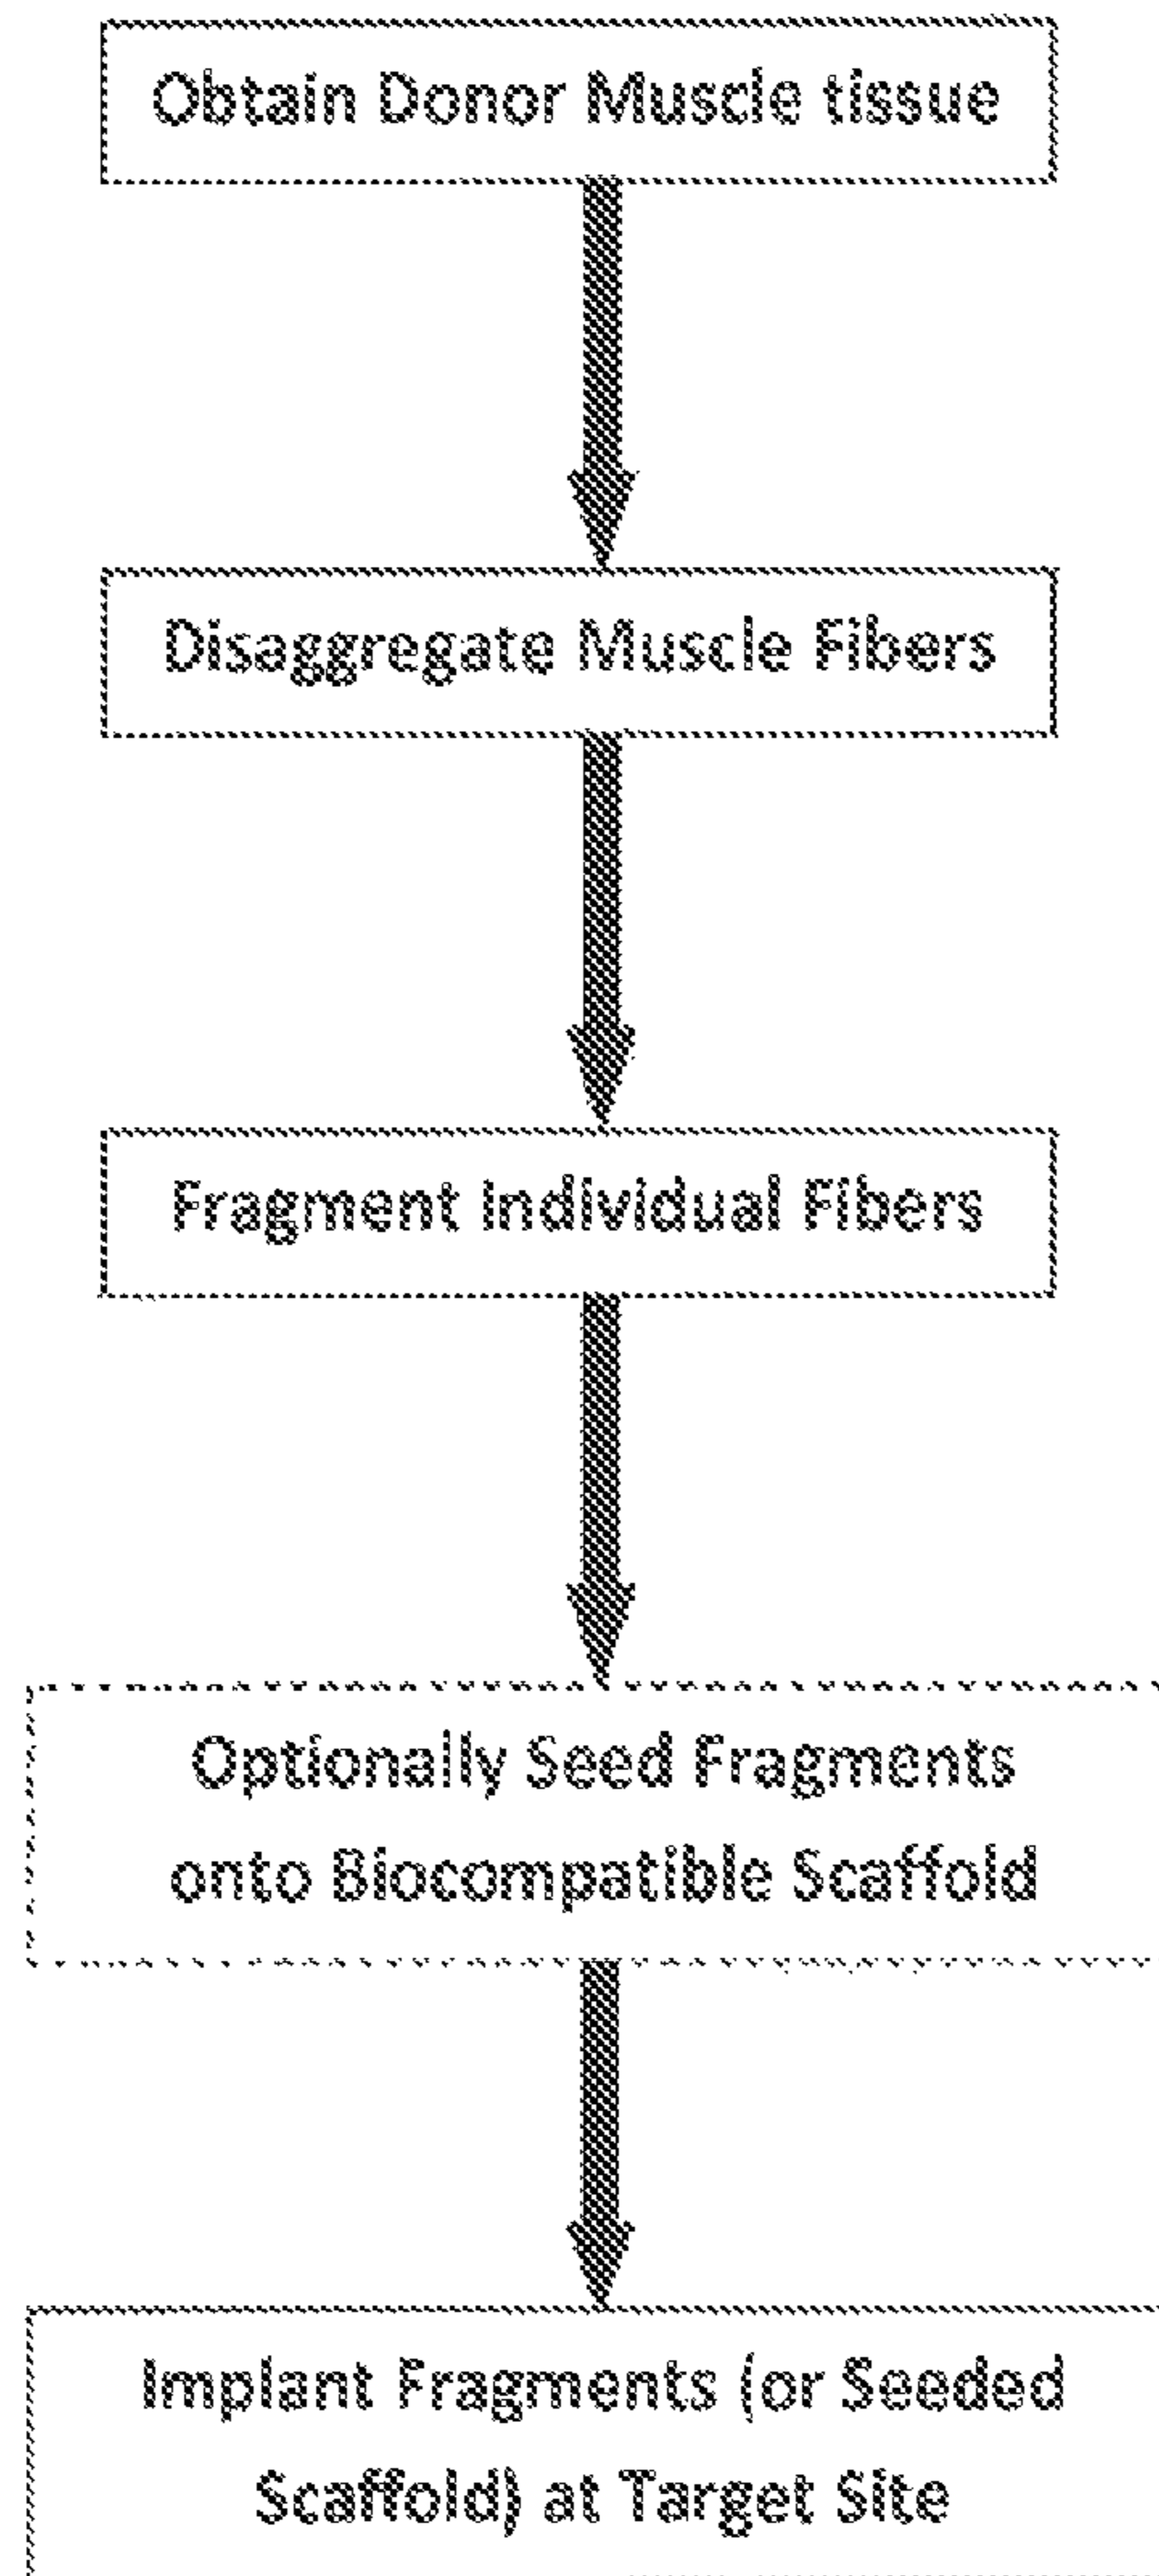 Obtain Donor Muscle tissue
Disaggregate Muscle Fibers
Fragment Individual Fibers
Optionally Seed Fragments
onto Biocompatible Scaffold
Implant Fragments (or Seeded
Scaffold) at Target Site